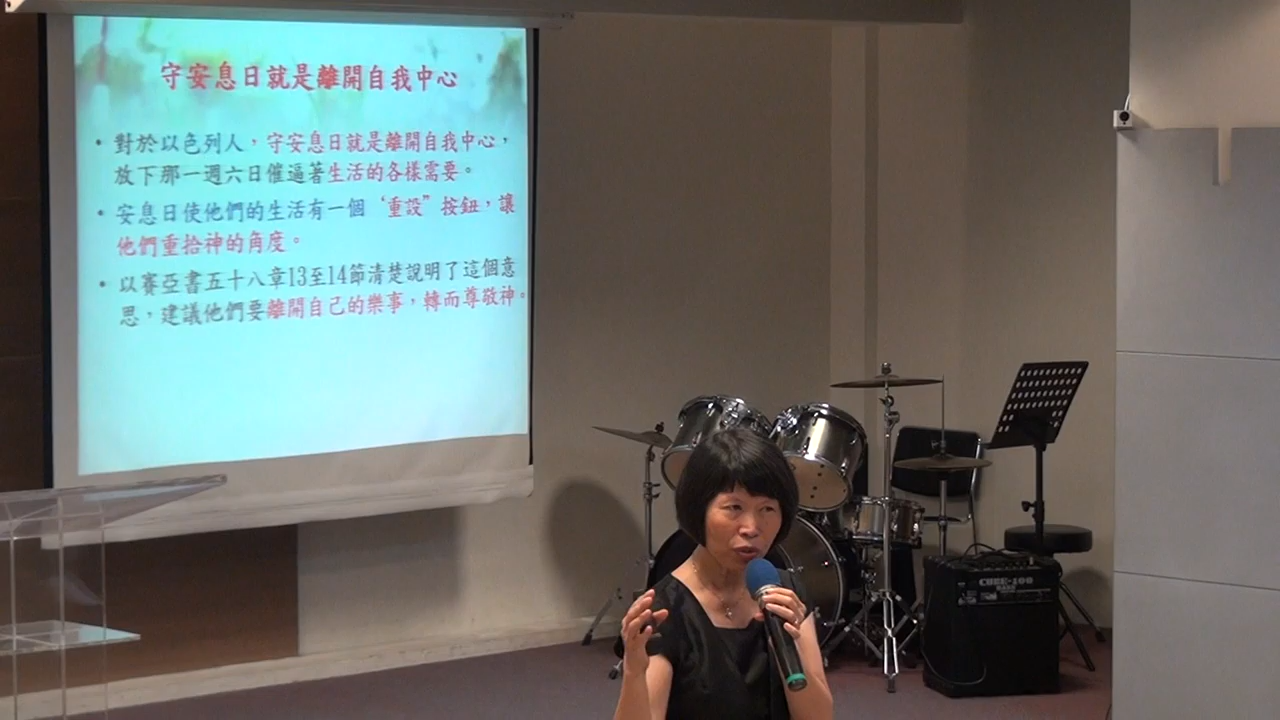 守安息日就是離開自我中心
• 對於以色列人，守安息日就是離開自我中心，
放下那一週六日催逼著生活的各樣需要。
• 安息日使他們的生活有一個‘重設”按鈕，讓
他們重拾神的角度。
• 以賽亞書五十八章13至14節清楚說明了這個意
思，建議他們要離開自己的樂事，轉而尊敬神。
CUBE-100
BASS